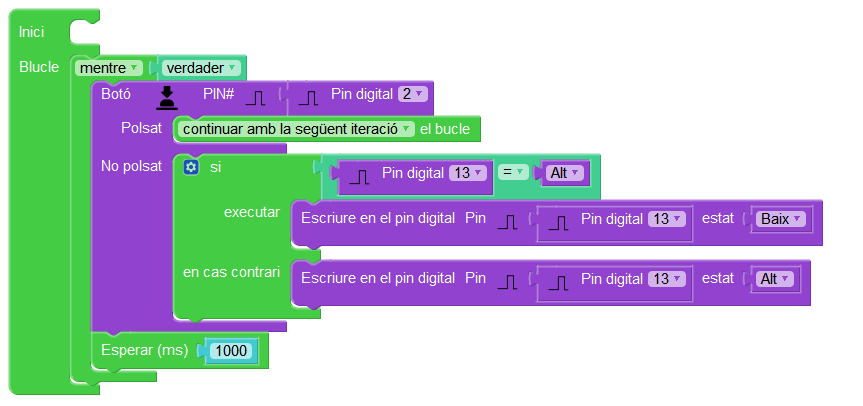 Inici
Blucle mentre verdader
Botó PIN# Pin digital 2
Polsat continuar amb la següent iteració el bucle
No polsat si Pin digital 13 = Alt
executar Escriure en el pin digital Pin Pin digital 13 estat Baix
en cas contrari Escriure en el pin digital Pin Pin digital 13 estat Alt
Esperar (ms) 1000